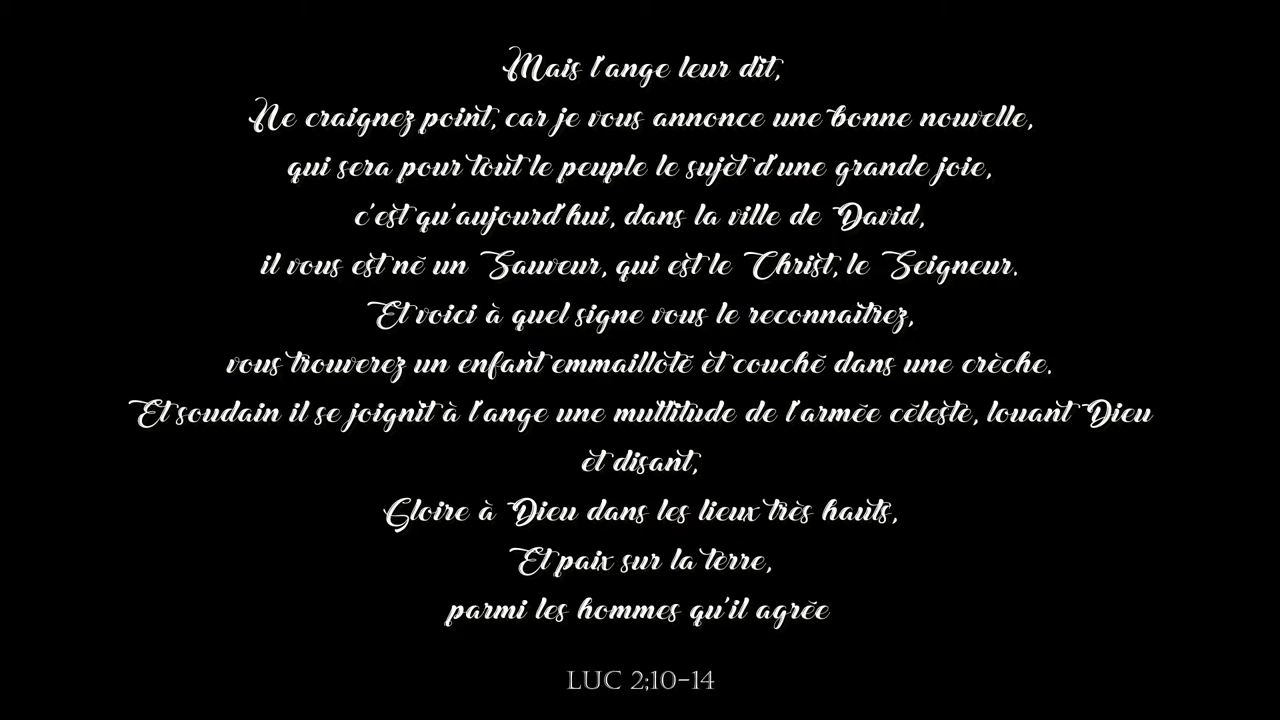 Mais l'ange leur dit,
Ne craignez point, car je vous annonce une bonne nouvelle,
qui sera pour tout le peuple le sujet d'une grande joie,
c'est qu'aujourd'hui, dans la ville de David,
il vous est né un Sauveur, qui est le Christ, le Seigneur.
Et voici à quel signe vous le reconnaîtrez,
vous trouverez un enfant emmailloté et couché dans une crèche.
Et soudain il se joignit à l'ange une multitude de l'armée céleste, louant Dieu
et disant,
Gloire à Dieu dans les lieux très hauts,
Et paix sur la terre,
parmi les hommes qu'il agrée
LUC 2;10-14